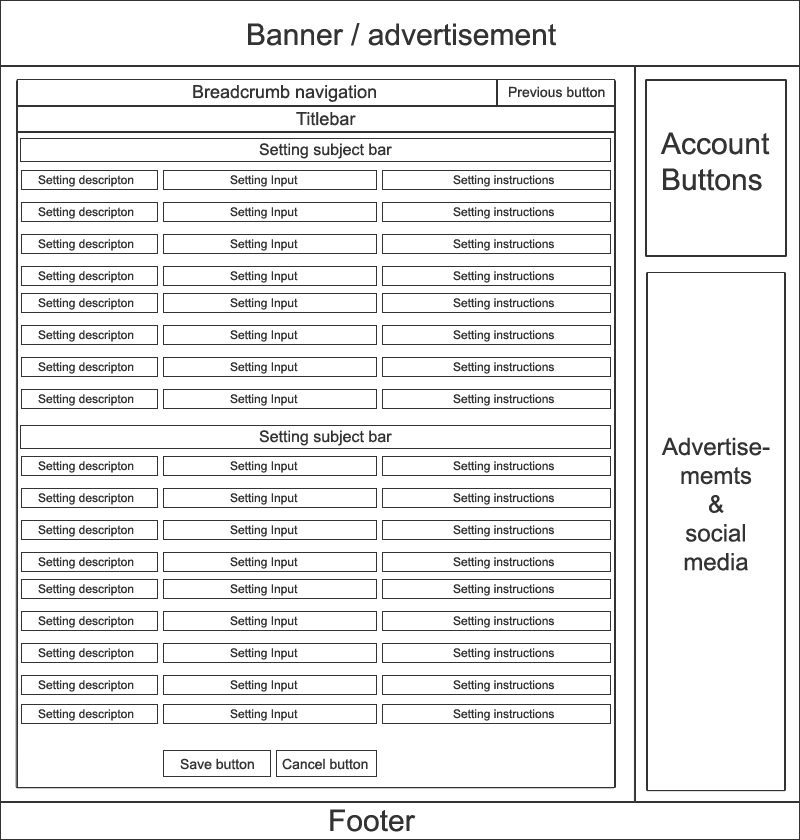 Banner / advertisement
Breadcrumb navigation Previous button
Titlebar
Setting subject bar
Setting descripton Setting Input Setting instructions
Setting descripton Setting Input Setting instructions
Setting descripton Setting Input Setting instructions
Setting descripton Setting Input Setting instructions
Setting descripton Setting Input Setting instructions
Setting descripton Setting Input Setting instructions
Setting descripton Setting Input Setting instructions
Setting descripton Setting Input Setting instructions
Setting subject bar
Setting descripton Setting Input Setting instructions
Setting descripton Setting Input Setting instructions
Setting descripton Setting Input Setting instructions
Setting descripton Setting Input Setting instructions
Setting descripton Setting Input Setting instructions
Setting descripton Setting Input Setting instructions
Setting descripton Setting Input Setting instructions
Setting descripton Setting Input Setting instructions
Setting descripton Setting Input Setting instructions
Save button Cancel button
Account
Buttons
Advertise-
memts
&
social
media
Footer